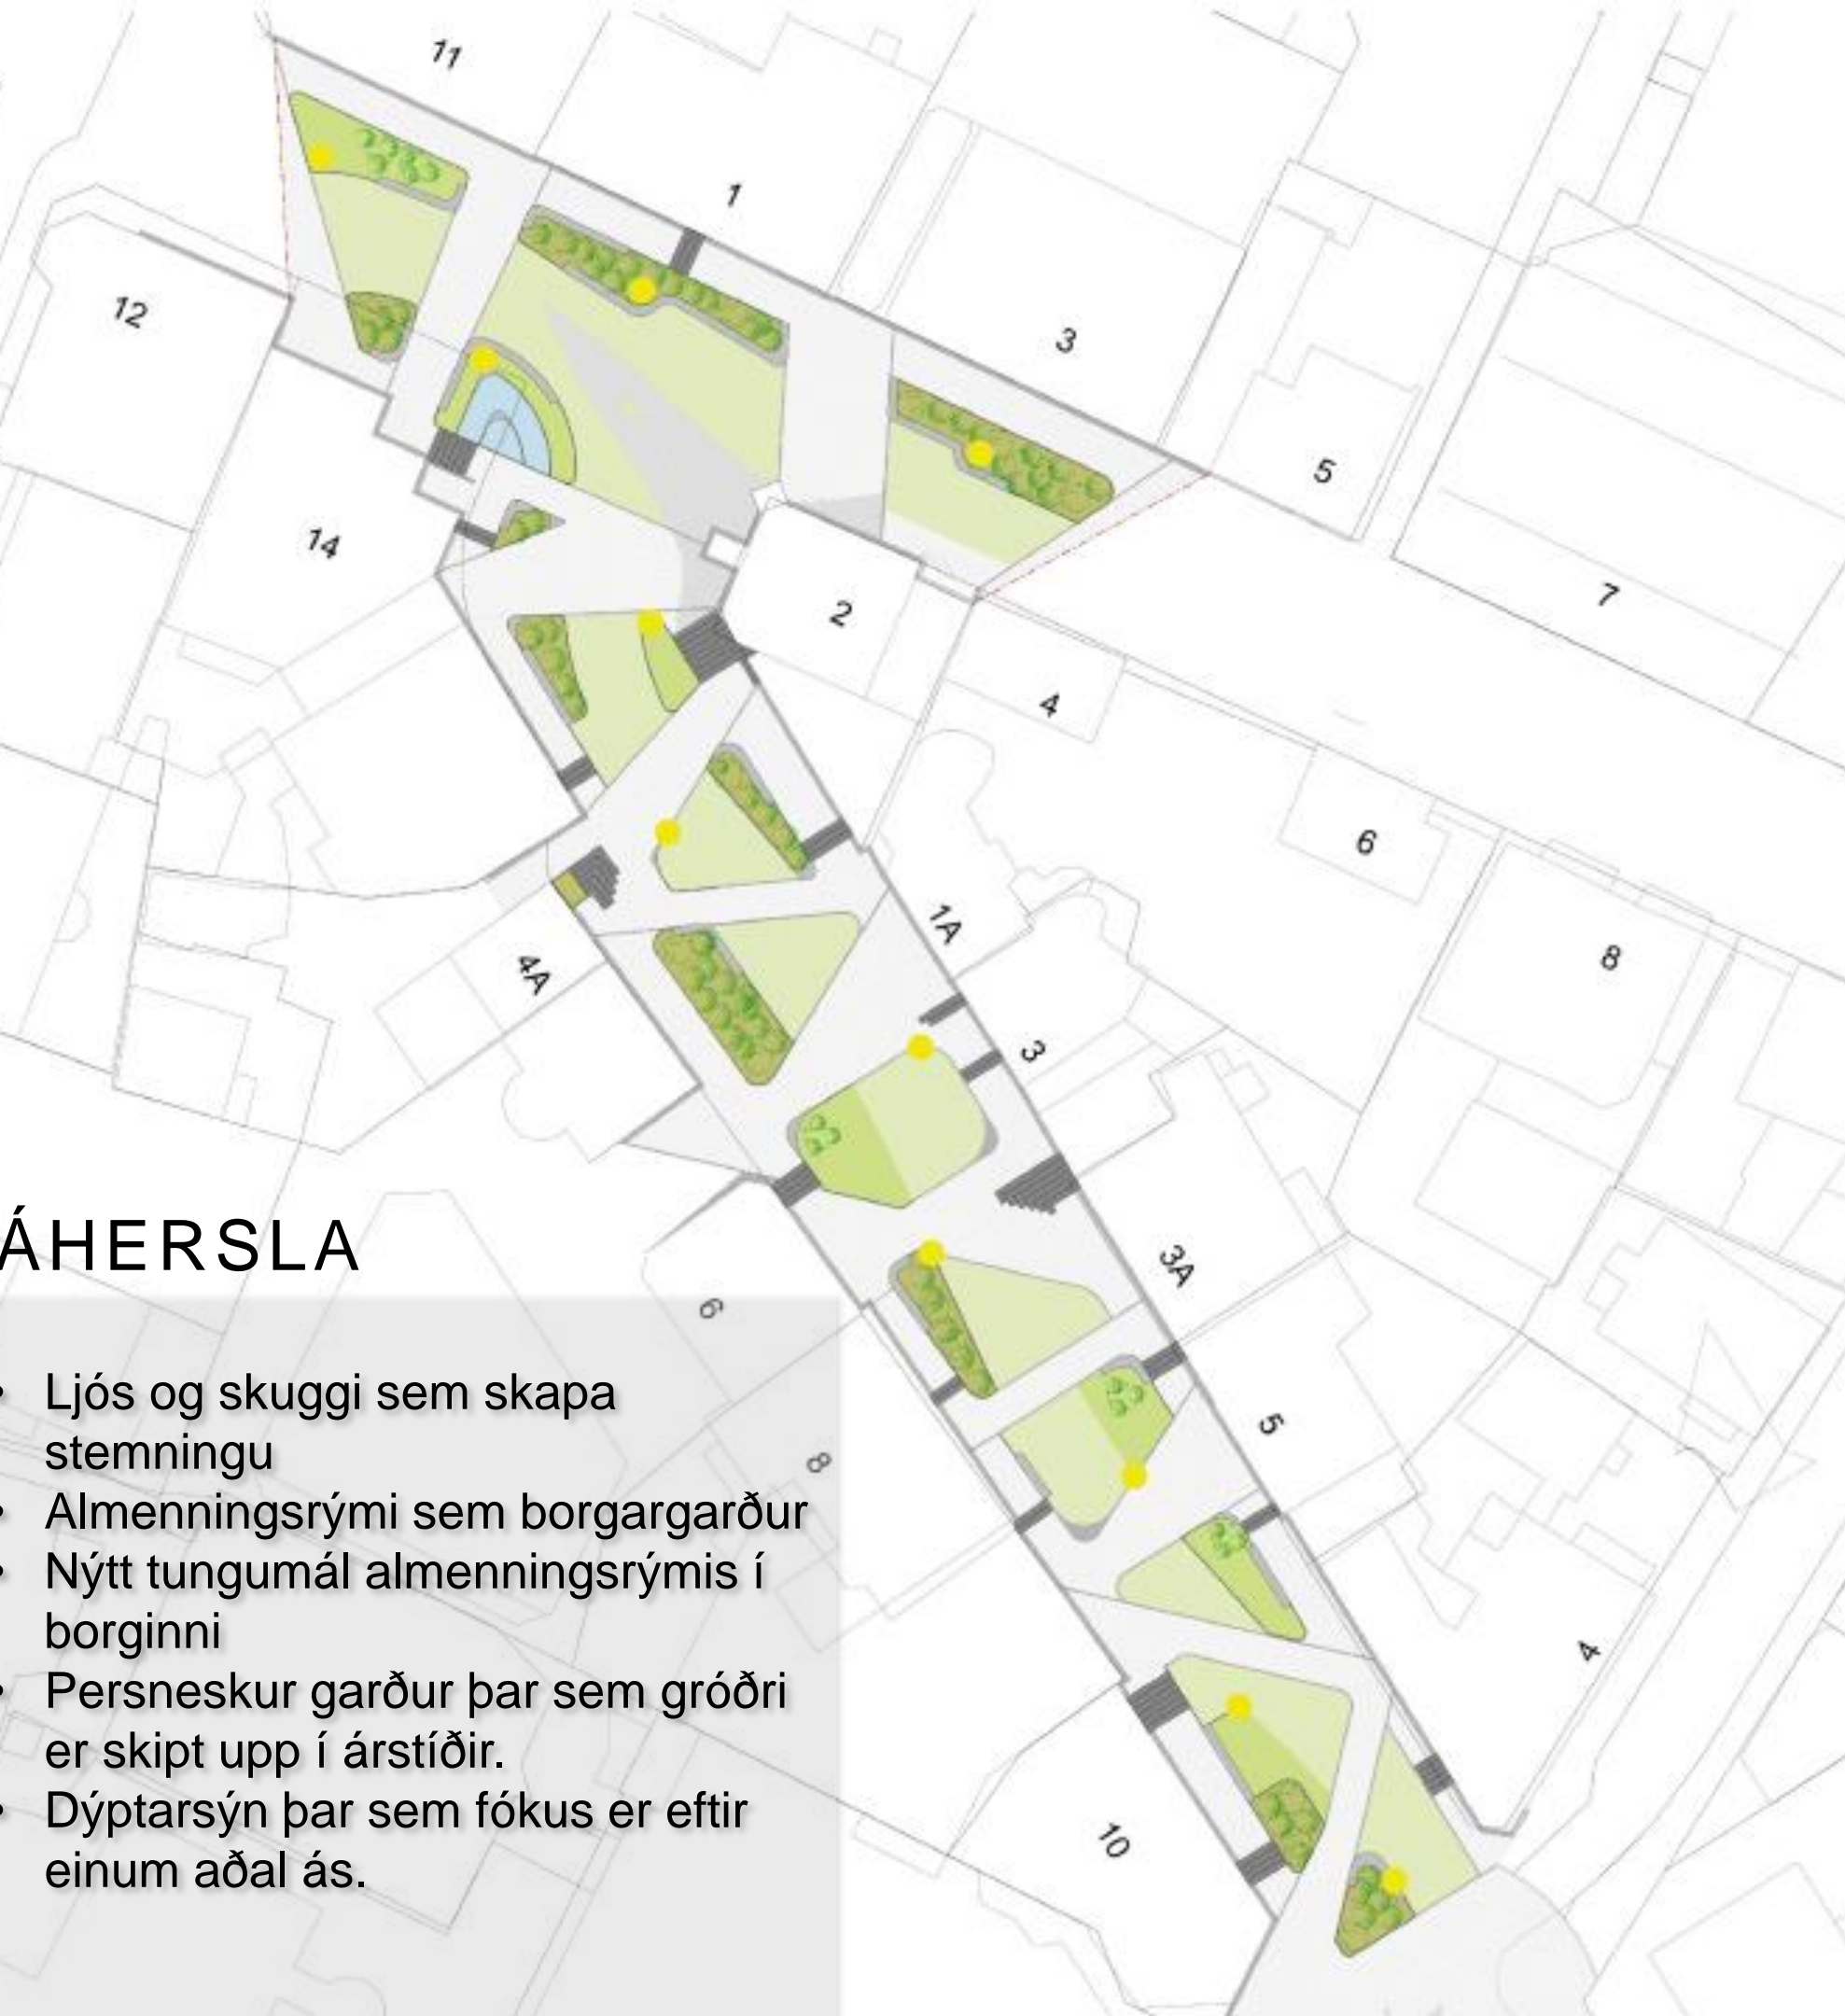 11
1
12
3
5
14
7
2
4
6
1A
8
4A
3
ÁHERSLA
3A
6
• Ljós og skuggi sem skapa
stemningu
5
8
• Almenningsrými sem borgargarður
• Nýtt tungumál almenningsrýmis í
borginni
4
• Persneskur garður þar sem gróðri
er skipt upp í árstíðir.
• Dýptarsýn þar sem fókus er eftir
einum aðal ás.
10